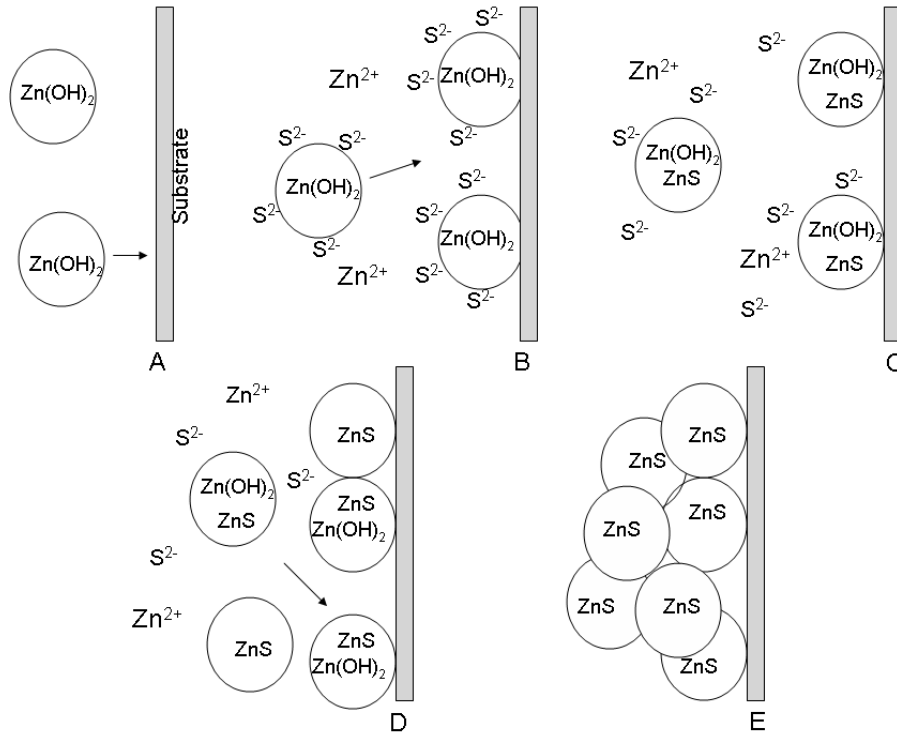 Zn(OH)₂
Zn(OH)₂
Substrate
A
S²⁻
S²⁻
Zn²⁺
S²⁻
Zn(OH)₂
S²⁻
S²⁻
S²⁻
Zn(OH)₂
S²⁻
S²⁻
S²⁻
S²⁻
Zn(OH)₂
Zn²⁺
S²⁻
S²⁻
B
S²⁻
Zn²⁺
Zn(OH)₂
ZnS
S²⁻
S²⁻
Zn(OH)₂
ZnS
S²⁻
S²⁻
S²⁻
Zn(OH)₂
Zn²⁺
ZnS
S²⁻
C
Zn²⁺
S²⁻
ZnS
S²⁻
Zn(OH)₂
ZnS
ZnS
Zn(OH)₂
S²⁻
Zn²⁺
ZnS
ZnS
Zn(OH)₂
D
ZnS
ZnS
ZnS
ZnS
ZnS
ZnS
ZnS
E